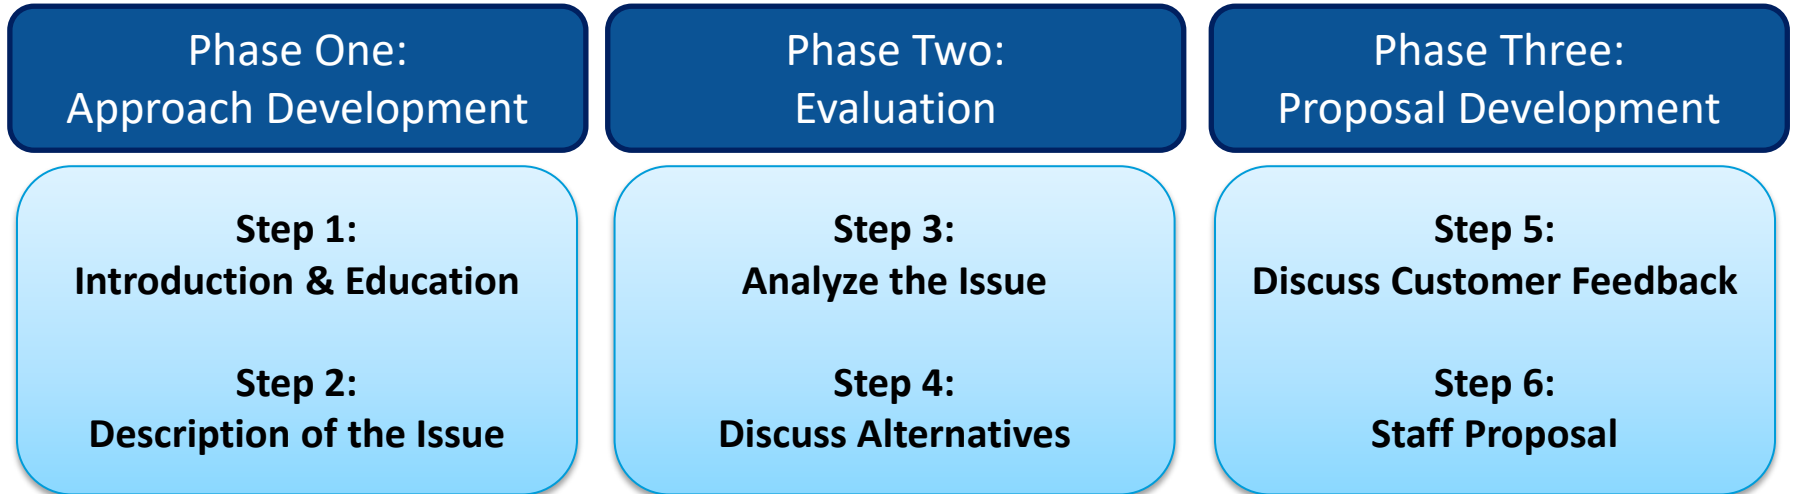 Phase One:
Approach Development
Step 1:
Introduction & Education
Step 2:
Description of the Issue
Phase Two:
Evaluation
Step 3:
Analyze the Issue
Step 4:
Discuss Alternatives
Phase Three:
Proposal Development
Step 5:
Discuss Customer Feedback
Step 6:
Staff Proposal